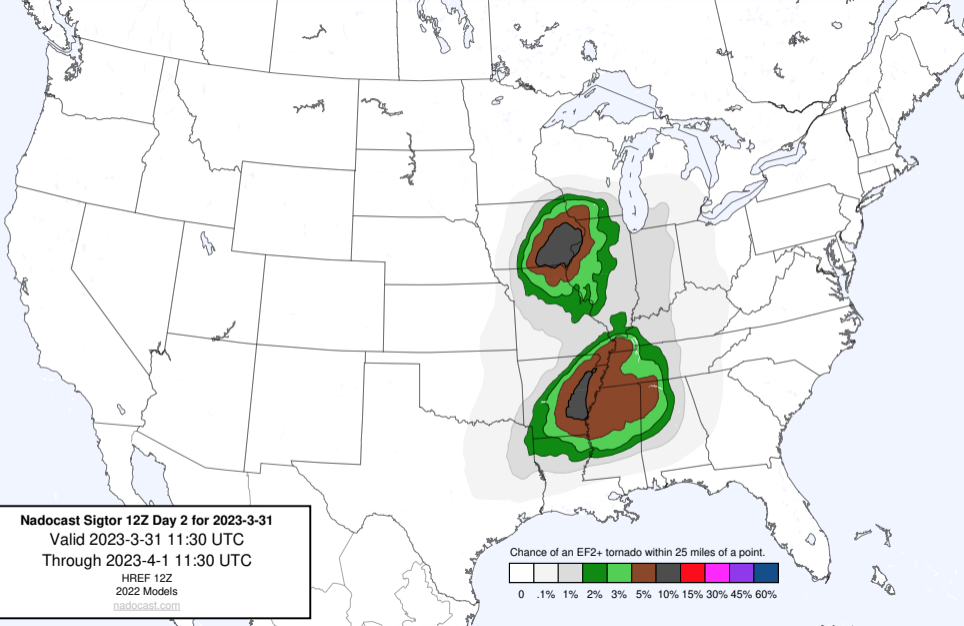 Nadocast Sigtor 12Z Day 2 for 2023-3-31
Valid 2023-3-31 11:30 UTC
Through 2023-4-1 11:30 UTC
HREF 12Z
2022 Models
nadocast.com
Chance of an EF2+ tornado within 25 miles of a point.
0 .1% 1% 2% 3% 5% 10% 15% 30% 45% 60%